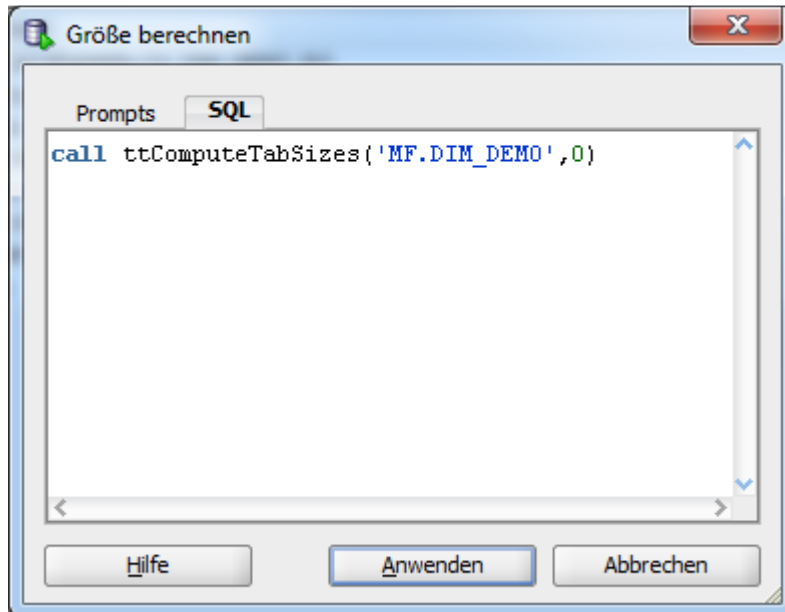 Größe berechnen
Prompts SQL
call ttComputeTabSizes('MF.DIM_DEMO',0)
Hilfe Anwenden Abbrechen